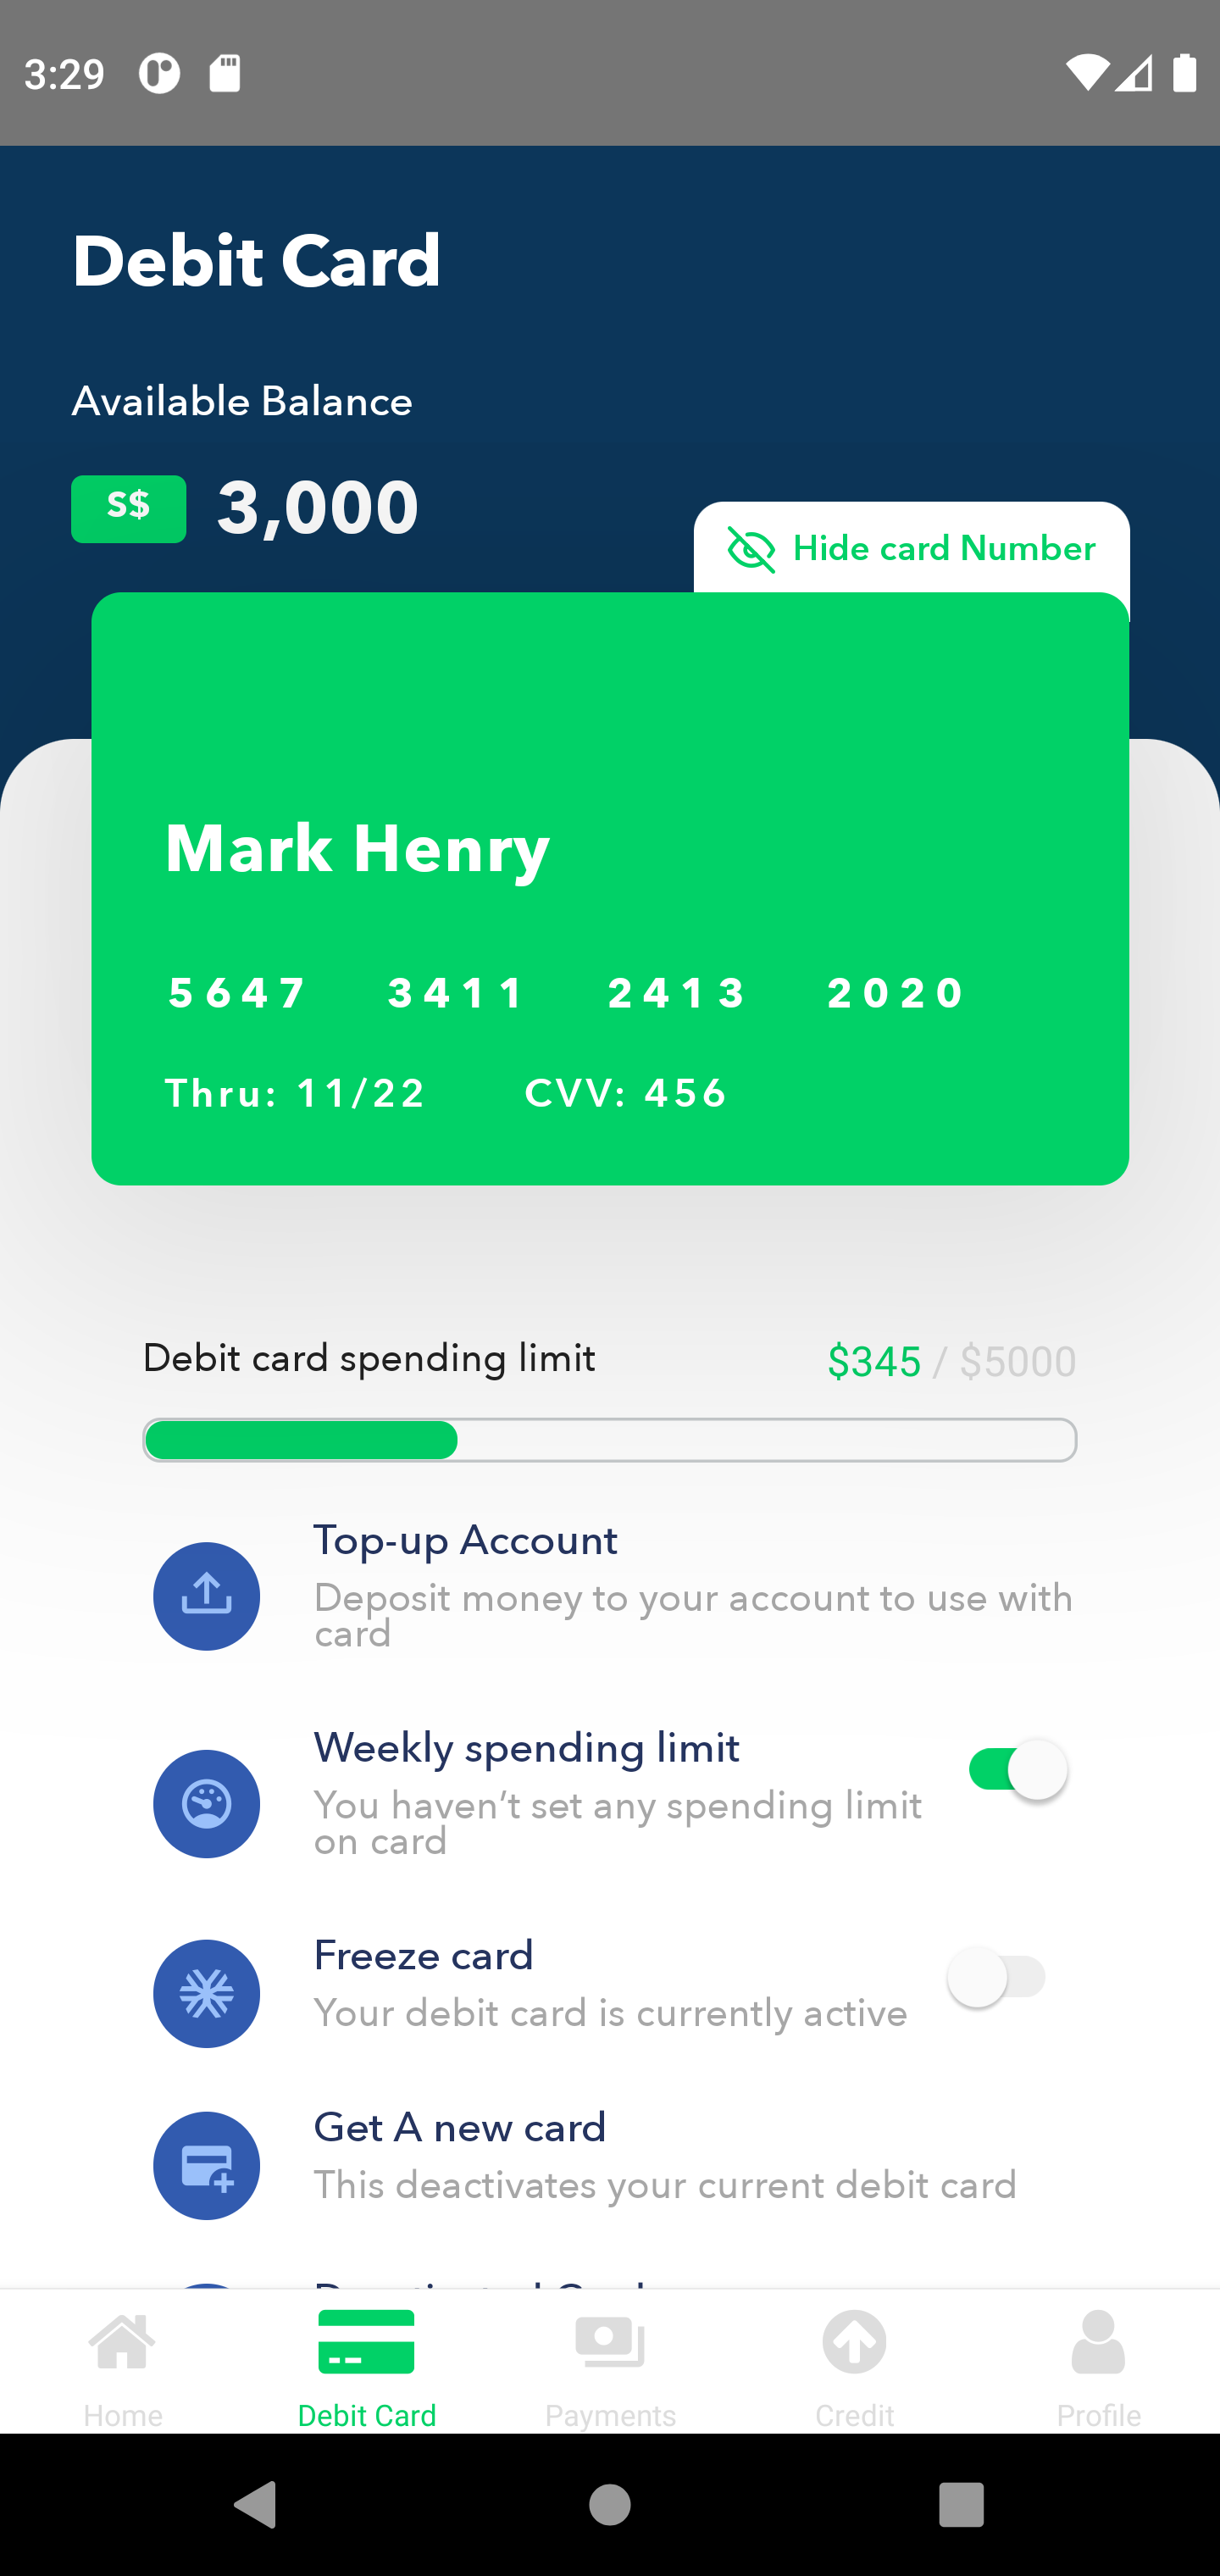 3:29
Debit Card
Available Balance
S$ 3,000
Hide card Number
Mark Henry
5647 3411 2413 2020
Thru: 11/22 CVV: 456
Debit card spending limit $345 / $5000
Top-up Account
Deposit money to your account to use with
card
Weekly spending limit
You haven’t set any spending limit
on card
Freeze card
Your debit card is currently active
Get A new card
This deactivates your current debit card
Home Debit Card Payments Credit Profile